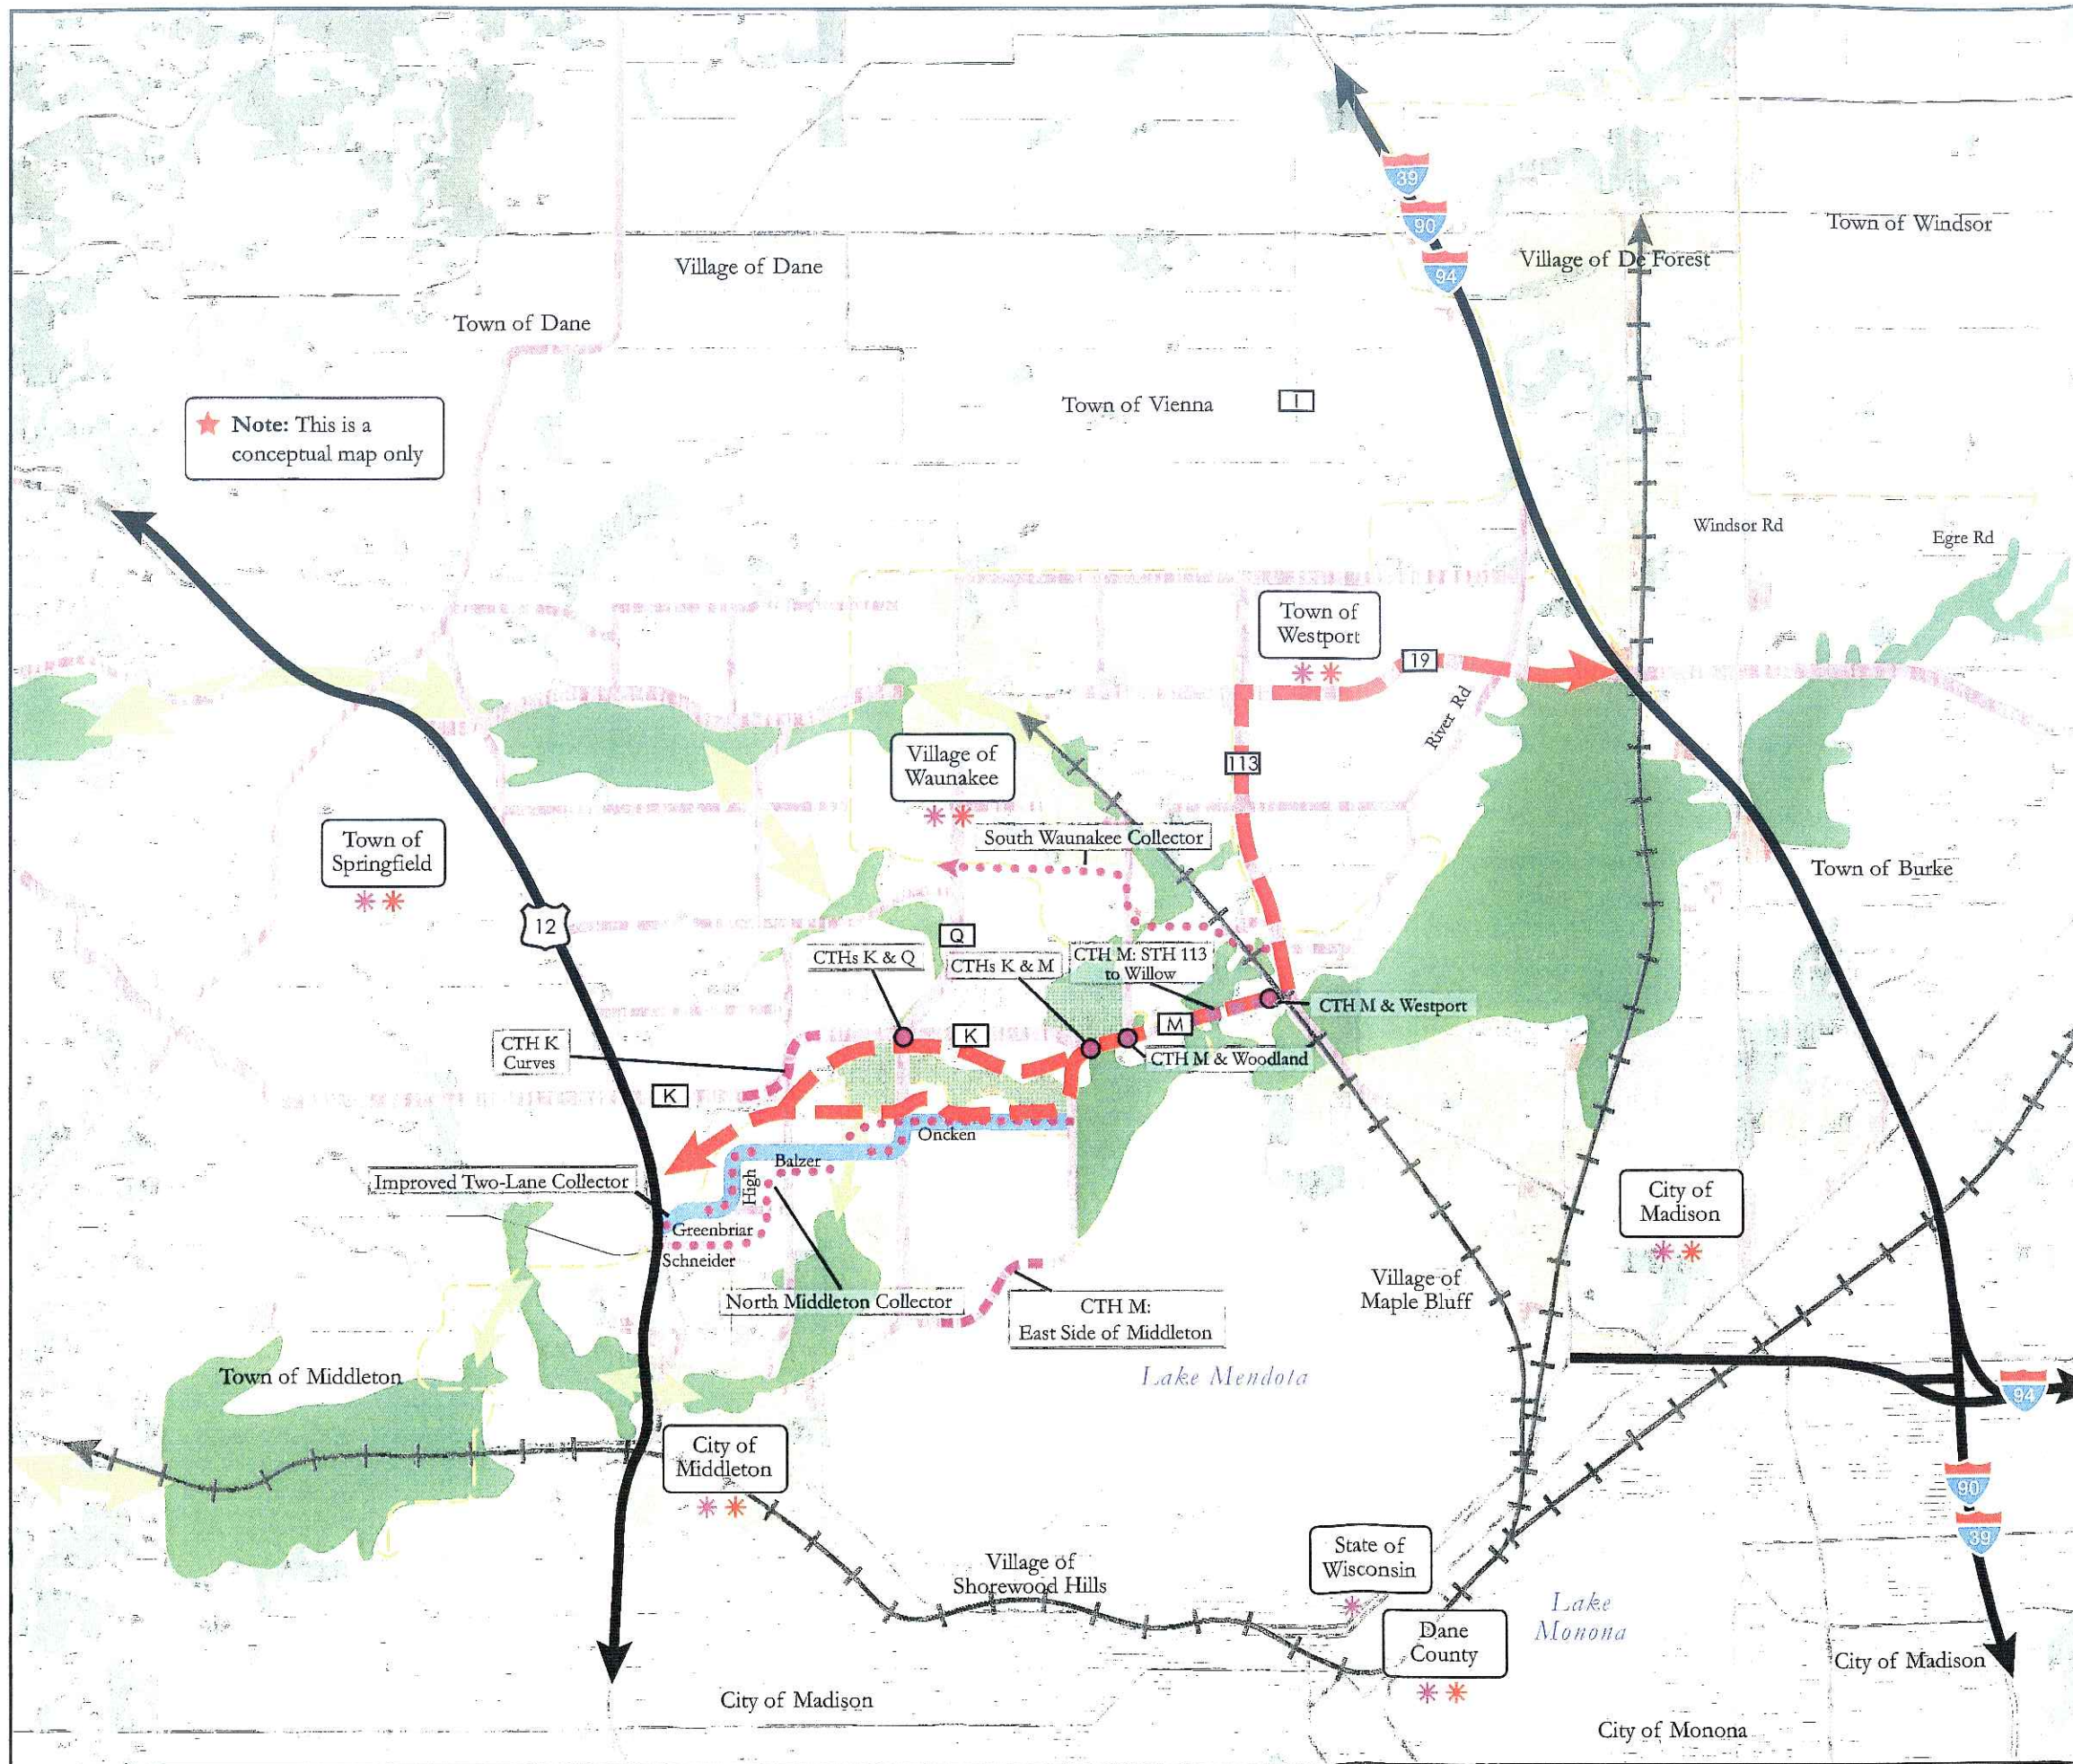 39
90
94
Town of Windsor
Village of De Forest
Village of Dane
Town of Dane
Town of Vienna
I
Note: This is a
conceptual map only
Windsor Rd
Egre Rd
Town of
Westport
19
River Rd
113
Village of
Waunakee
South Waunakee Collector
Town of
Springfield
Town of Burke
12
Q
CTHs K & Q
CTHs K & M
CTH M: STH 113
to Willow
CTH M & Westport
M
K
CTH K
Curves
CTH M & Woodland
K
Oncken
Balzer
High
Improved Two-Lane Collector
Greenbriar
Schneider
City of
Madison
North Middleton Collector
CTH M:
East Side of Middleton
Village of
Maple Bluff
Town of Middleton
Lake Mendota
94
City of
Middleton
90
39
State of
Wisconsin
Village of
Shorewood Hills
Lake
Monona
Dane
County
City of Madison
City of Madison
City of Monona